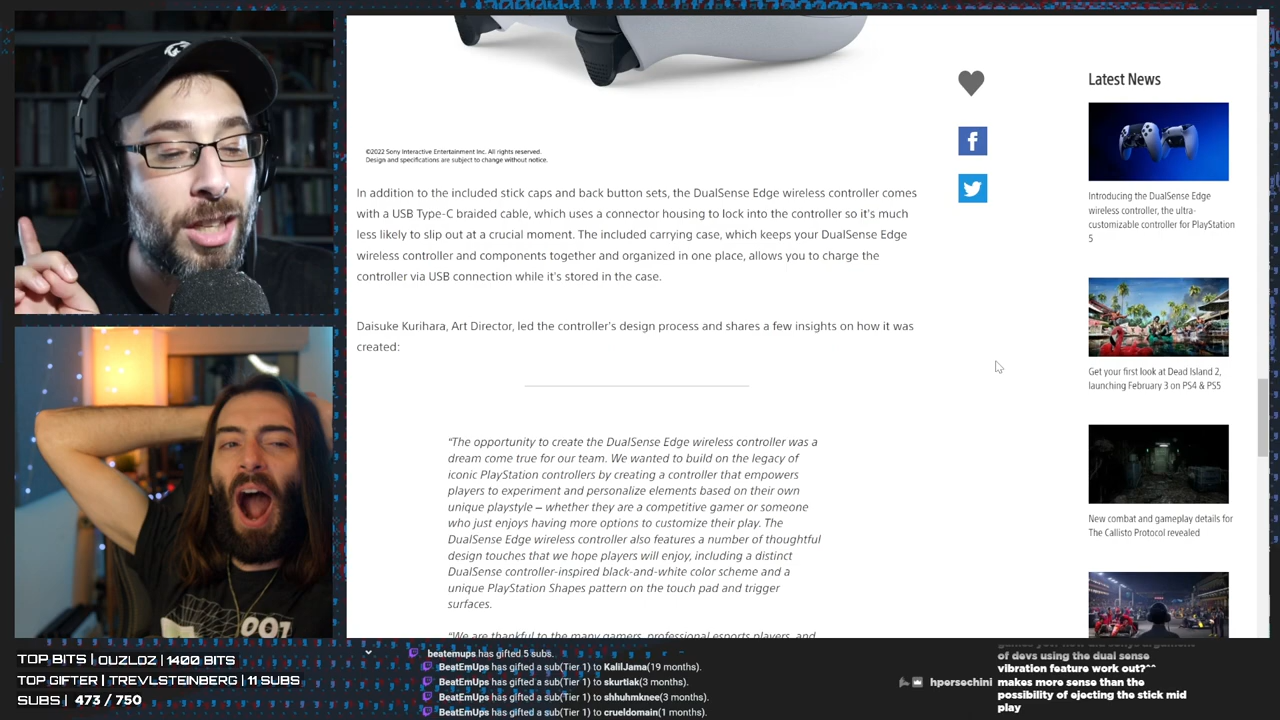 ©2022 Sony Interactive Entertainment Inc. All rights reserved.
Design and specifications are subject to change without notice.
In addition to the included stick caps and back button sets, the DualSense Edge wireless controller comes
with a USB Type-C braided cable, which uses a connector housing to lock into the controller so it's much
less likely to slip out at a crucial moment. The included carrying case, which keeps your DualSense Edge
wireless controller and components together and organized in one place, allows you to charge the
controller via USB connection while it's stored in the case.
Daisuke Kurihara, Art Director, led the controller's design process and shares a few insights on how it was
created:
"The opportunity to create the DualSense Edge wireless controller was a
dream come true for our team. We wanted to build on the legacy of
iconic PlayStation controllers by creating a controller that empowers
players to experiment and personalize elements based on their own
unique playstyle – whether they are a competitive gamer or someone
who just enjoys having more options to customize their play. The
DualSense Edge wireless controller also features a number of thoughtful
design touches that we hope players will enjoy, including a distinct
DualSense controller-inspired black-and-white color scheme and a
unique PlayStation Shapes pattern on the touch pad and trigger
surfaces.
"We are thankful to the many gamers, professional esports players, and
Latest News
Introducing the DualSense Edge
wireless controller, the ultra-
customizable controller for PlayStation
5
Get your first look at Dead Island 2,
launching February 3 on PS4 & PS5
New combat and gameplay details for
The Callisto Protocol revealed
001
TOP BITS | OUZLOZ | 1400 BITS
TOP GIFTER | TREVLSTEINBERG | 11 SUBS
SUBS | 473 / 750
beatemups has gifted 5 subs.
BeatEmUps has gifted a sub(Tier 1) to KalilJama(19 months).
BeatEmUps has gifted a sub(Tier 1) to skurtiak(3 months).
BeatEmUps has gifted a sub(Tier 1) to shhuhmknee(3 months).
BeatEmUps has gifted a sub(Tier 1) to crueldomain(1 months).
hpersechini
of devs using the dual sense
vibration feature work out?^^
makes more sense than the
possibility of ejecting the stick mid
play